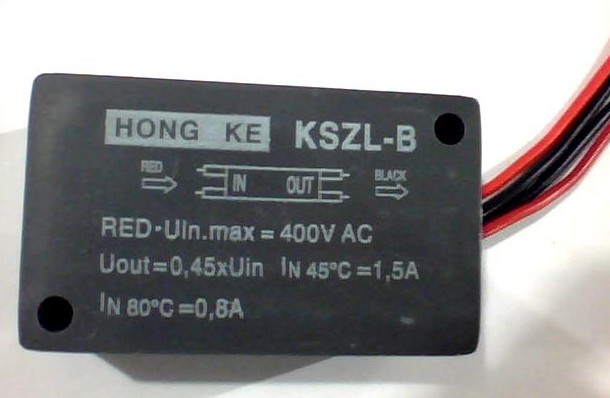 HONG KE KSZL-B
RED IN OUT BLACK
RED-UIn.max = 400V AC
Uout=0,45xUin IN 45°C=1,5A
IN 80°C=0,8A